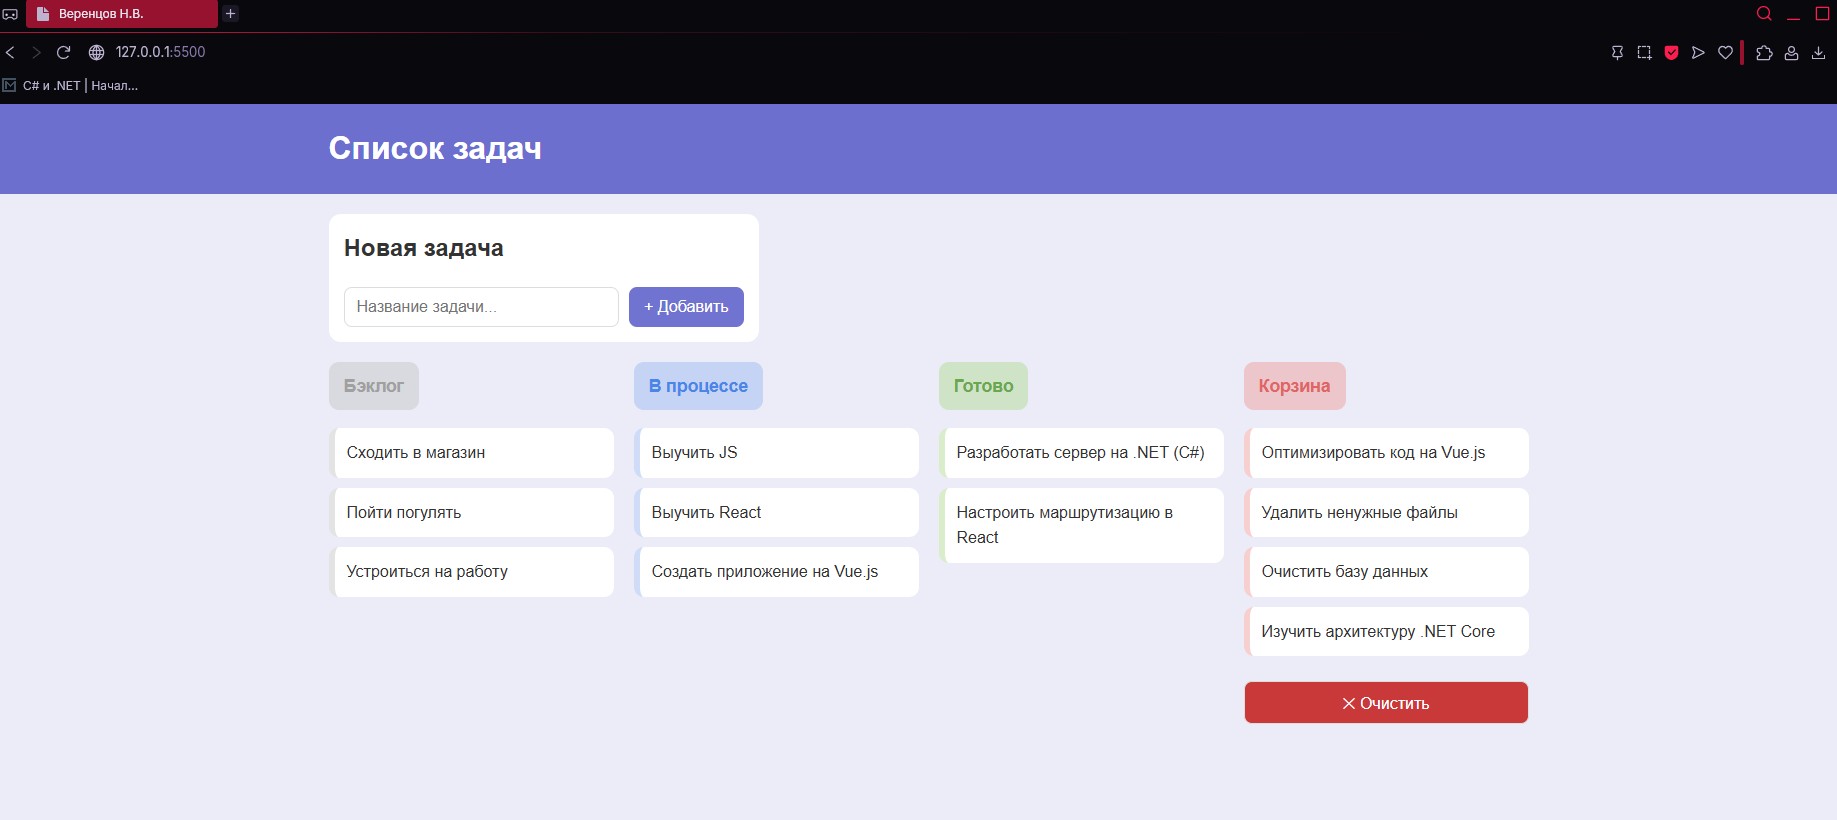 Веренцов Н.В.
127.0.0.1:5500
C# и .NET | Начал...
Список задач
Новая задача
Название задачи...
+ Добавить
Бэклог
Сходить в магазин
Пойти погулять
Устроиться на работу
В процессе
Выучить JS
Выучить React
Создать приложение на Vue.js
Готово
Разработать сервер на .NET (C#)
Настроить маршрутизацию в
React
Корзина
Оптимизировать код на Vue.js
Удалить ненужные файлы
Очистить базу данных
Изучить архитектуру .NET Core
Очистить